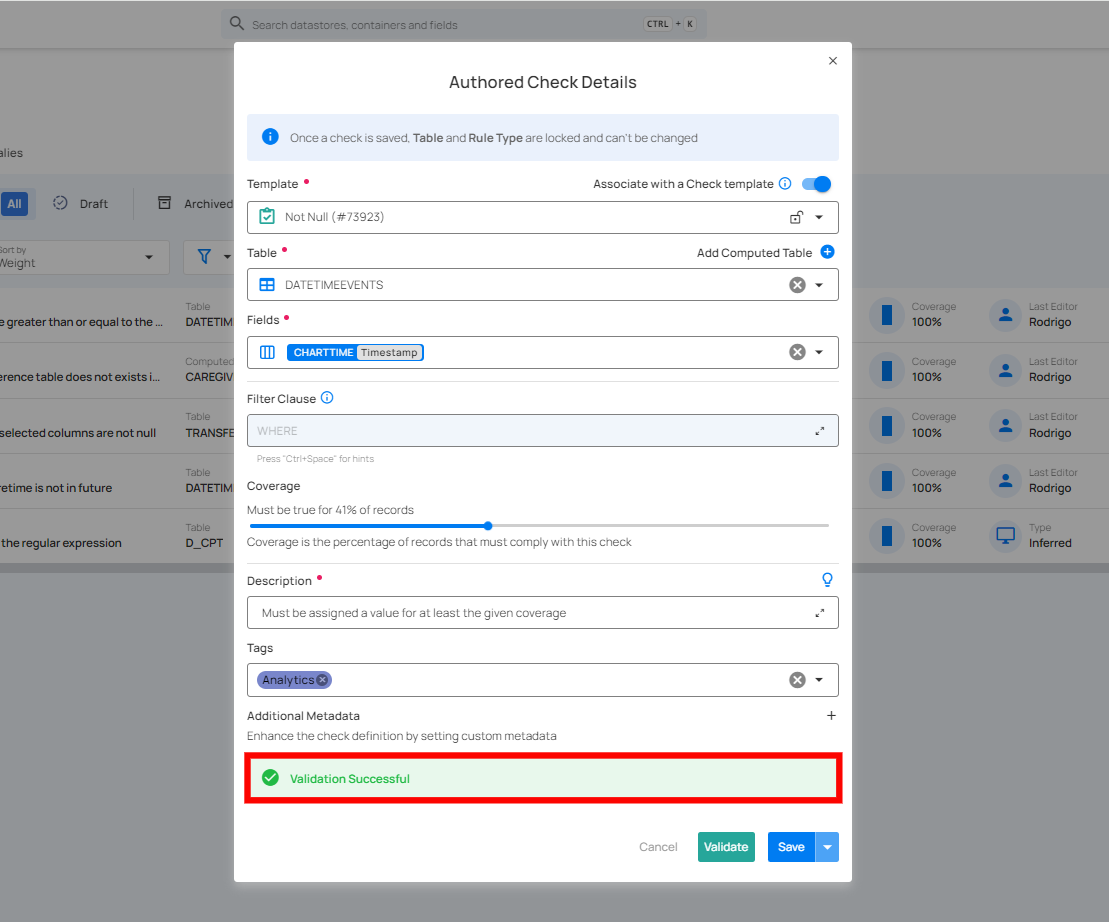 Search datastores, containers and fields
CTRL + K
Authored Check Details
Once a check is saved, Table and Rule Type are locked and can't be changed
Template
Associate with a Check template
Not Null (#73923)
Table
Add Computed Table
DATETIMEEVENTS
Fields
CHARTTIME Timestamp
Filter Clause
WHERE
Press "Ctrl+Space" for hints
Coverage
Must be true for 41% of records
Coverage is the percentage of records that must comply with this check
Description
Must be assigned a value for at least the given coverage
Tags
Analytics
Additional Metadata
Enhance the check definition by setting custom metadata
Validation Successful
Cancel
Validate
Save
alies
All
Draft
Archived
Sort by
Weight
e greater than or equal to the ...
Table
DATETIM
Coverage
100%
Last Editor
Rodrigo
erence table does not exists i...
Computed
CAREGIV
Coverage
100%
Last Editor
Rodrigo
selected columns are not null
Table
TRANSFE
Coverage
100%
Last Editor
Rodrigo
retime is not in future
Table
DATETIM
Coverage
100%
Last Editor
Rodrigo
the regular expression
Table
D_CPT
Coverage
100%
Type
Inferred